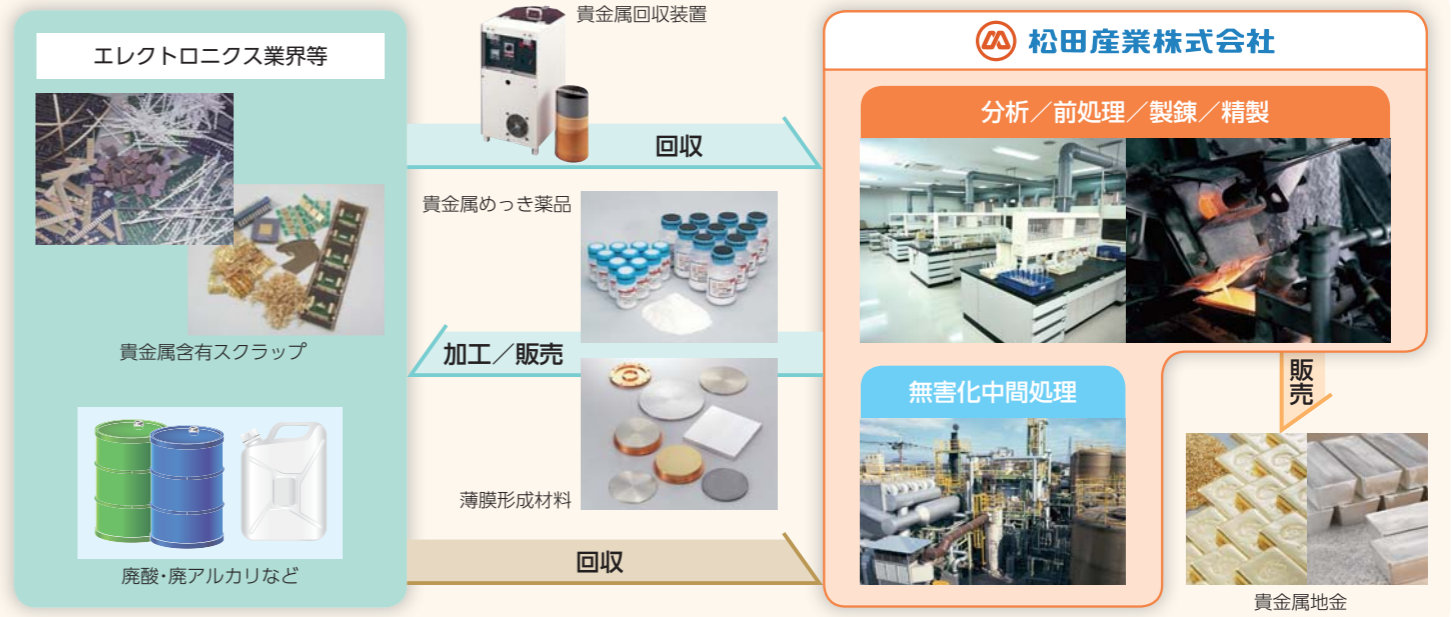 エレクトロニクス業界等
貴金属含有スクラップ
廃酸・廃アルカリなど
貴金属回収装置
回収
貴金属めっき薬品
加工／販売
薄膜形成材料
回収
松田産業株式会社
分析／前処理／製錬／精製
無害化中間処理
販売
貴金属地金